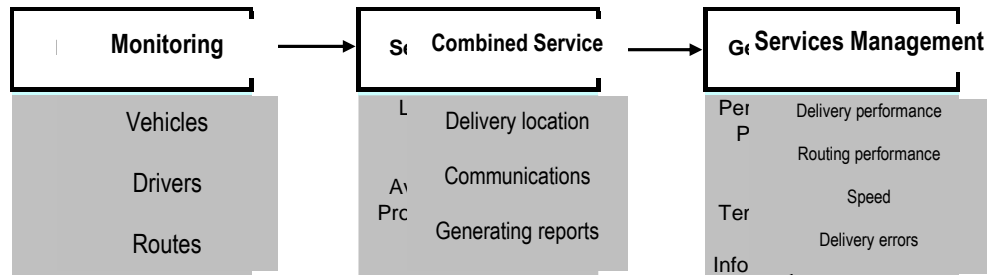 Monitoring
Combined Service
Services Management
Vehicles
Drivers
Routes
Delivery location
Communications
Generating reports
Delivery performance
Routing performance
Speed
Delivery errors